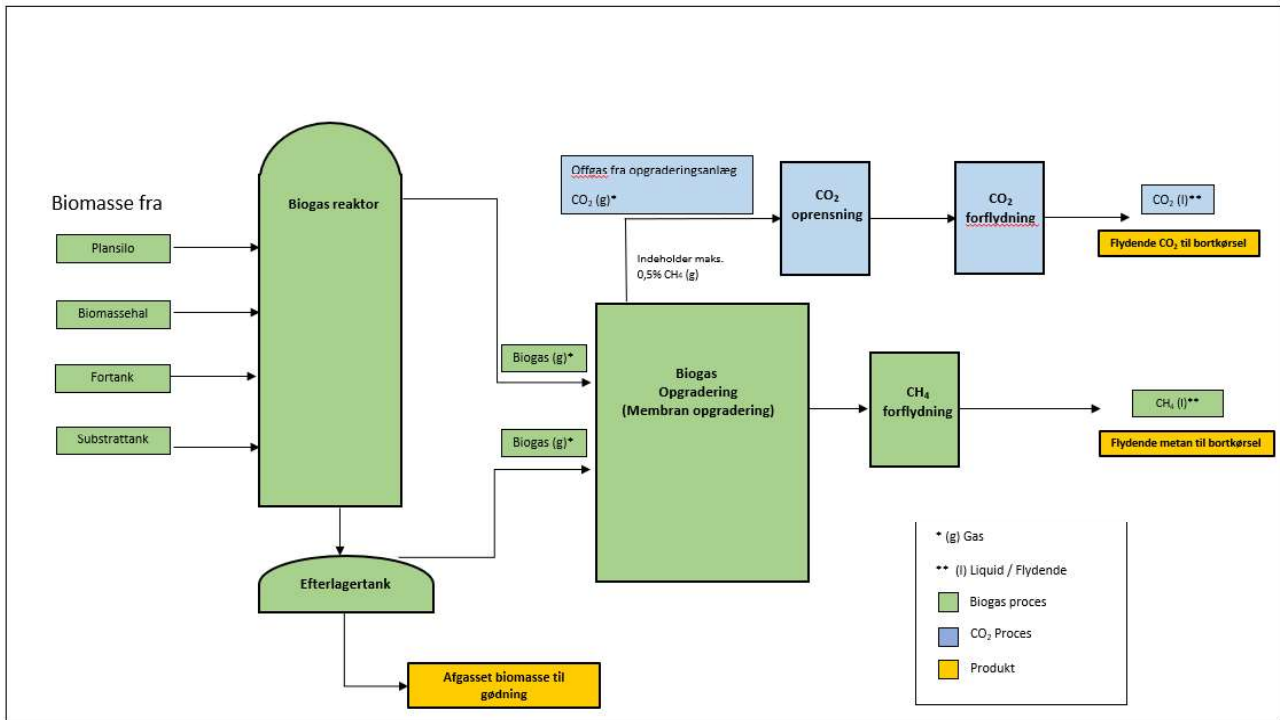 Biomasse fra
Plansilo
Biomassehal
Fortank
Substrattank
Biogas reaktor
Efterlagertank
Afgasset biomasse til
gødning
Biogas (g)*
Biogas (g)*
Offgas fra opgraderingsanlæg
CO₂ (g)*
Indeholder maks.
0,5% CH₄ (g)
Biogas
Opgradering
(Membran opgradering)
CO₂
oprensning
CO₂
forflydning
CO₂ (l)**
Flydende CO₂ til bortkørsel
CH₄
forflydning
CH₄ (l)**
Flydende metan til bortkørsel
* (g) Gas
** (l) Liquid / Flydende
Biogas proces
CO₂ Proces
Produkt